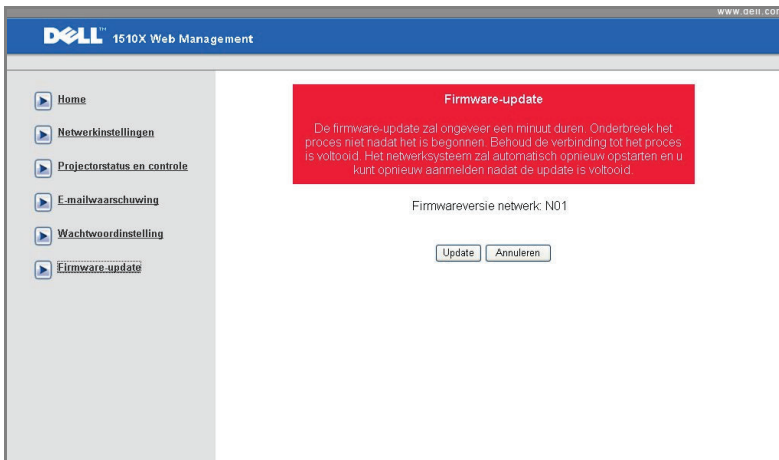 www.dell.com
DELL™ 1510X Web Management
Home
Netwerkinstellingen
Projectorstatus en controle
E-mailwaarschuwing
Wachtwoordinstelling
Firmware-update
Firmware-update
De firmware-update zal ongeveer een minuut duren. Onderbreek het
proces niet nadat het is begonnen. Behoud de verbinding tot het proces
is voltooid. Het netwerksysteem zal automatisch opnieuw opstarten en u
kunt opnieuw aanmelden nadat de update is voltooid.
Firmwareversie netwerk: N01
Update Annuleren